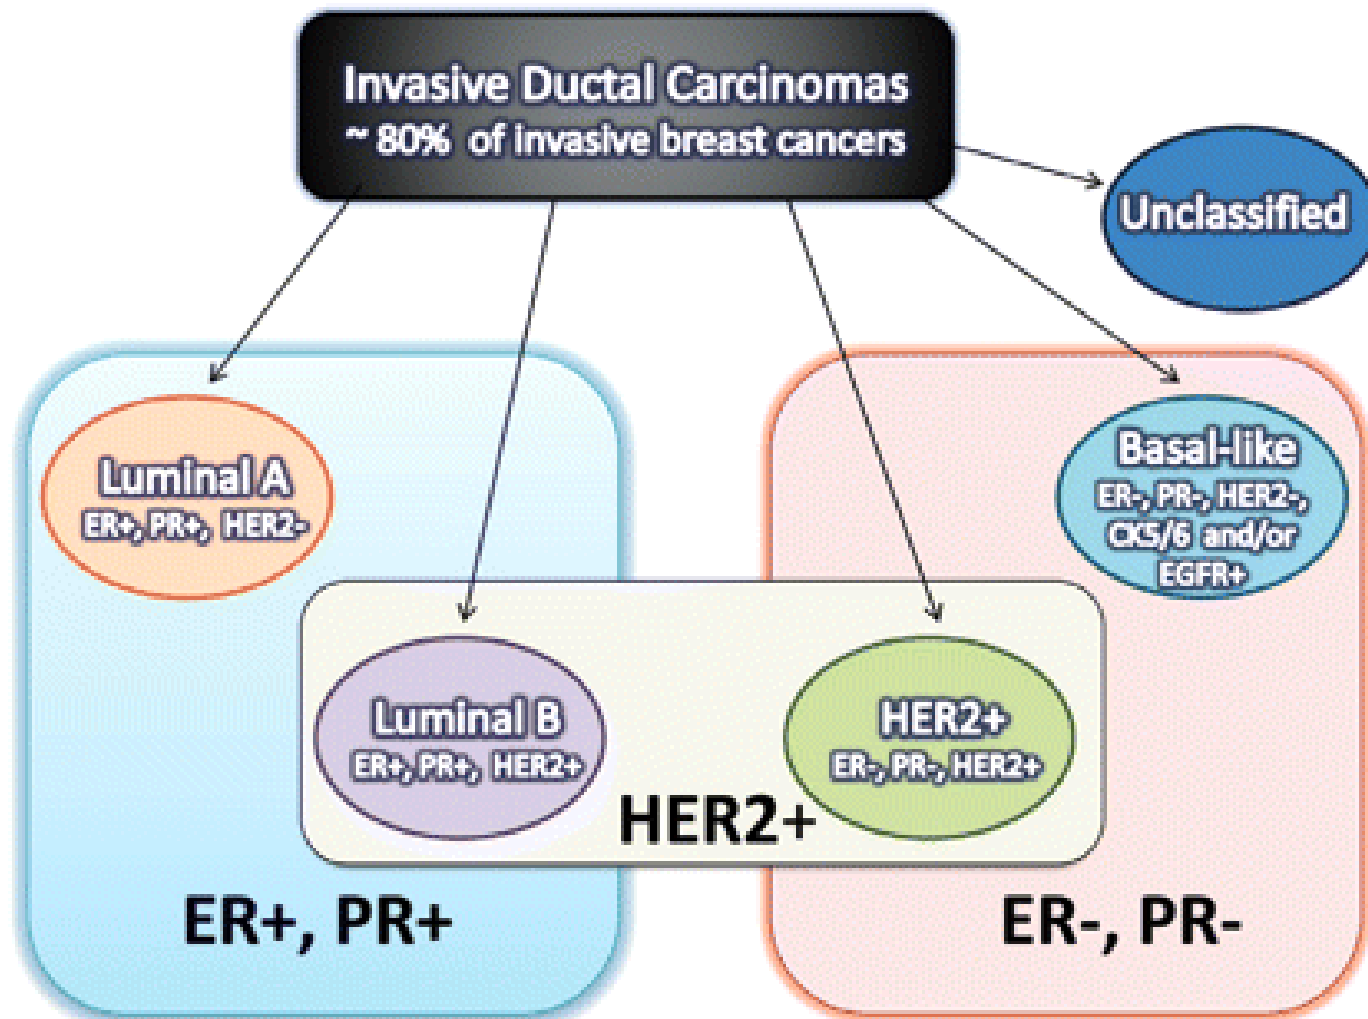 Invasive Ductal Carcinomas
~ 80% of invasive breast cancers
Unclassified
Luminal A
ER+, PR+, HER2-
Basal-like
ER-, PR-, HER2-,
CK5/6 and/or
EGFR+
Luminal B
ER+, PR+, HER2+
HER2+
ER-, PR-, HER2+
HER2+
ER+, PR+
ER-, PR-